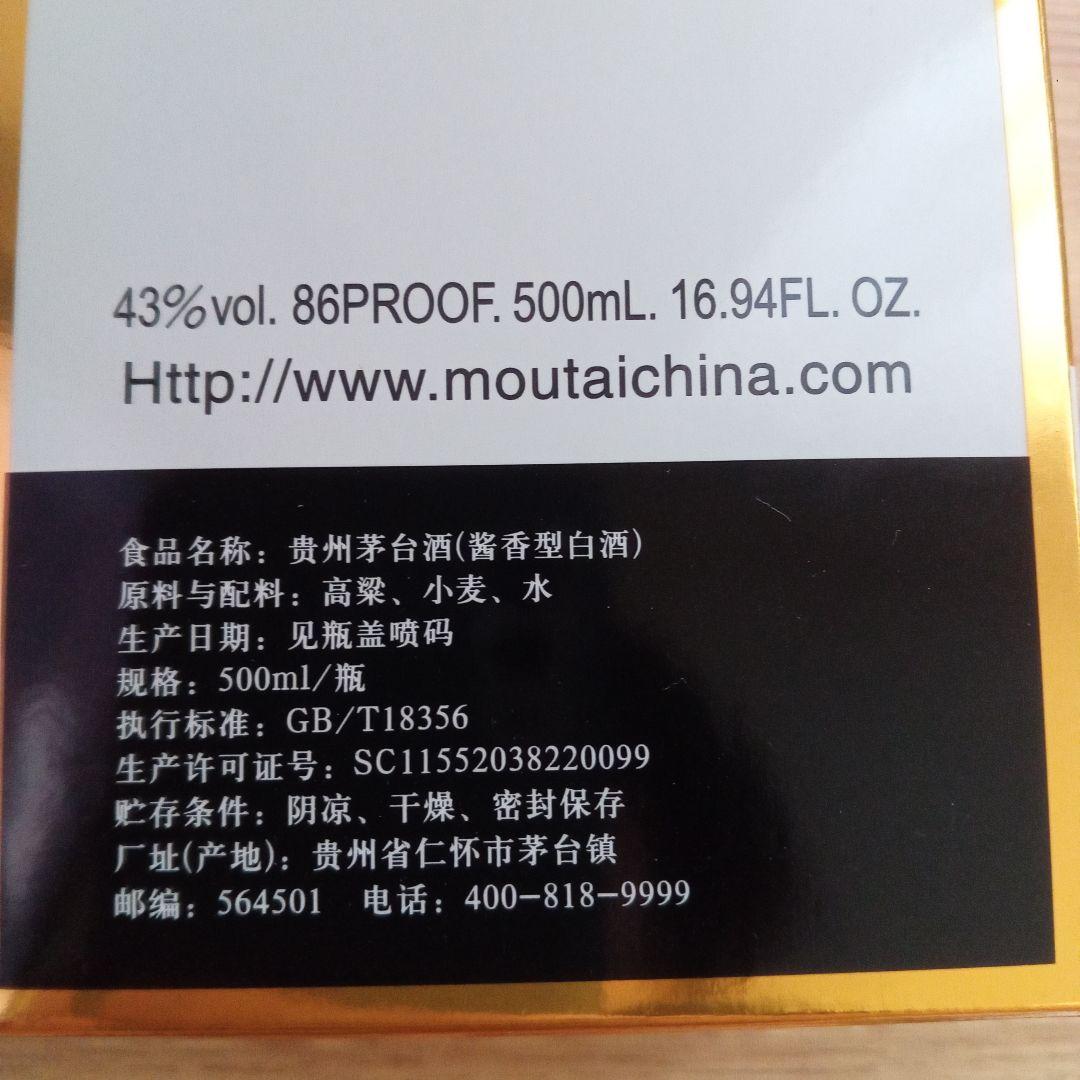 43%vol. 86PROOF. 500mL. 16.94FL. OZ.
Http://www.moutaichina.com
食品名称：贵州茅台酒(酱香型白酒)
原料与配料：高粱、小麦、水
生产日期：见瓶盖喷码
规格：500ml/瓶
执行标准：GB/T18356
生产许可证号：SC11552038220099
贮存条件：阴凉、干燥、密封保存
厂址(产地)：贵州省仁怀市茅台镇
邮编：564501 电话：400-818-9999